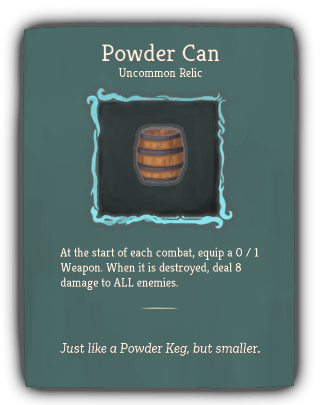 Powder Can
Uncommon Relic
At the start of each combat, equip a 0 / 1
Weapon. When it is destroyed, deal 8
damage to ALL enemies.
Just like a Powder Keg, but smaller.